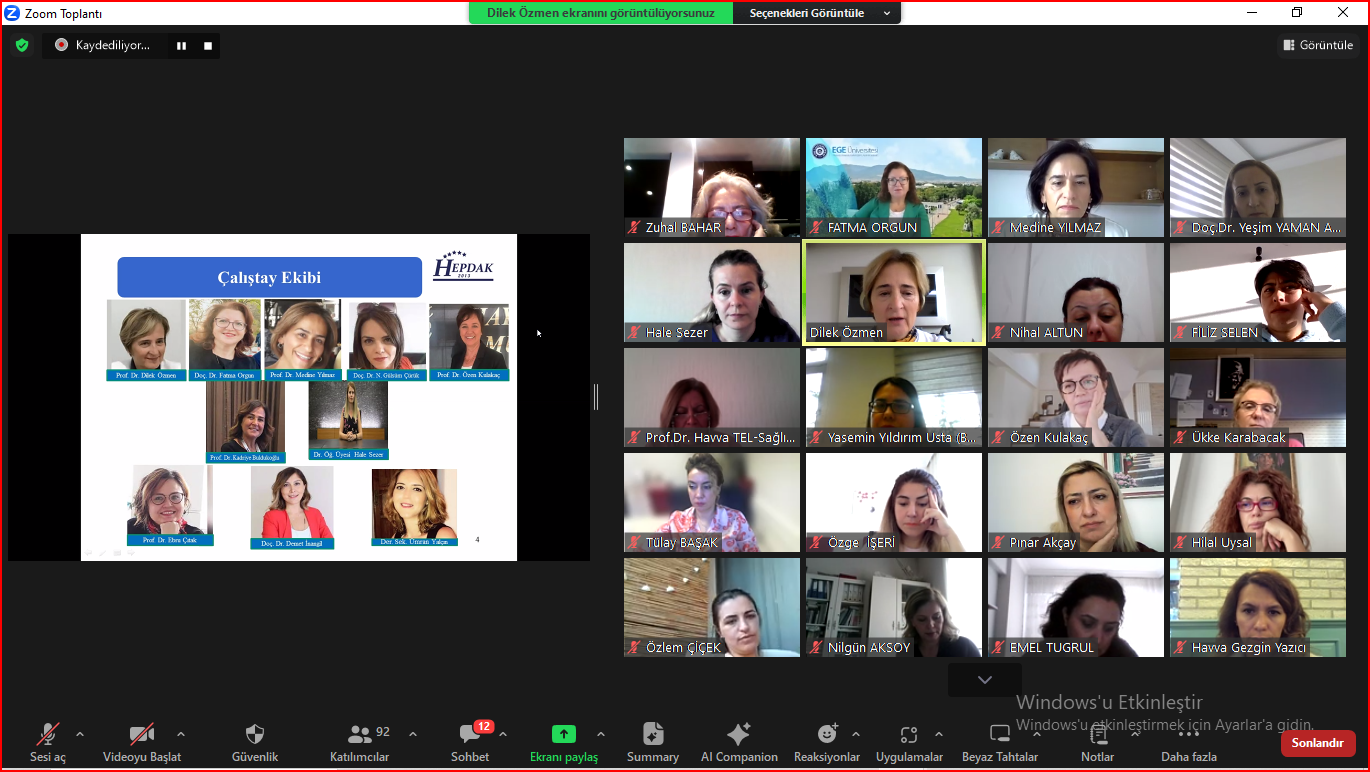 Zoom Toplantı
Dilek Özmen ekranını görüntülüyorsunuz
Seçenekleri Görüntüle
Kaydediliyor...
Görüntüle
Çalıştay Ekibi
HEPDAK
2013
Prof. Dr. Dilek Özmen
Doç. Dr. Fatma Orgun
Prof. Dr. Medine Yılmaz
Doç. Dr. N. Gülsüm
Prof. Dr. Özen Kulakaç
Prof. Dr. Kadriye Buldukoğlu
Dr. Öğ. Üyesi Hale Sezer
Prof. Dr. Ebru Çıtak
Doç. Dr. Demet İnangil
Der. Sek. Umran Yalçın
4
Zuhal BAHAR
EGE Üniversitesi
FATMA ORGUN
Medine YILMAZ
Doç.Dr. Yeşim YAMAN A...
Hale Sezer
Dilek Özmen
Nihal ALTUN
FİLİZ SELEN
Prof.Dr. Havva TEL-Sağlı...
Yasemin Yıldırım Usta (B...
Özen Kulakaç
Ükke Karabacak
Tülay BAŞAK
Özge İŞERİ
Pınar Akçay
Hilal Uysal
Özlem ÇİÇEK
Nilgün AKSOY
EMEL TUGRUL
Havva Gezgin Yazıcı
Windows'u Etkinleştir
Windows'u etkinleştirmek için Ayarlar'a gidin.
Sesi aç
Videoyu Başlat
Güvenlik
92
Katılımcılar
12
Sohbet
Ekranı paylaş
Summary
AI Companion
Reaksiyonlar
Uygulamalar
Beyaz Tahtalar
Notlar
Daha fazla
Sonlandır